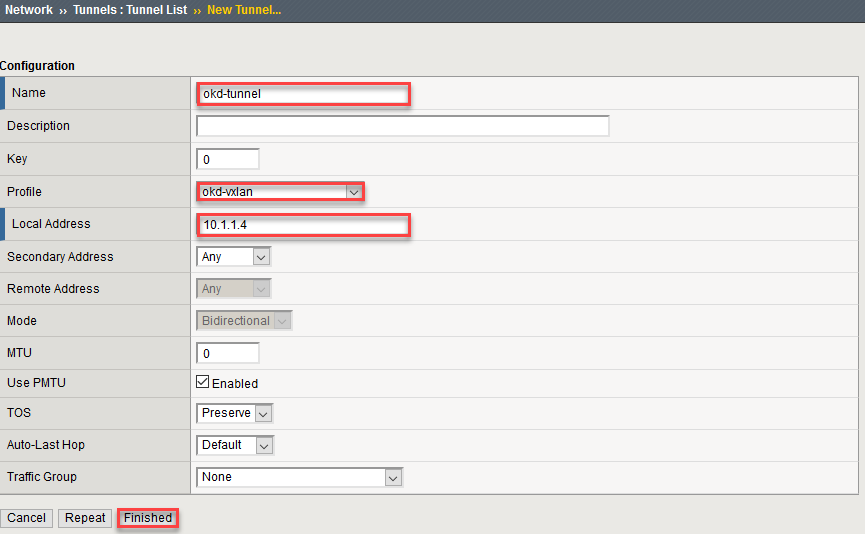 Network ›› Tunnels : Tunnel List ›› New Tunnel...
Configuration
Name okd-tunnel
Description
Key 0
Profile okd-vxlan
Local Address 10.1.1.4
Secondary Address Any
Remote Address Any
Mode Bidirectional
MTU 0
Use PMTU Enabled
TOS Preserve
Auto-Last Hop Default
Traffic Group None
Cancel Repeat Finished